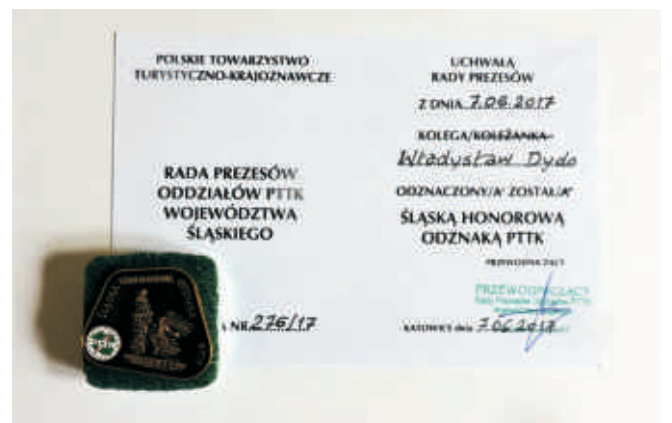 POLSKIE TOWARZYSTWO
TURYSTYCZNO-KRAJOZNAWCZE
RADA PREZESÓW
ODDZIAŁÓW PTTK
WOJEWÓDZTWA
ŚLĄSKIEGO
NR 276/17
UCHWAŁĄ
RADY PREZESÓW
Z DNIA 7.06.2017
KOLEGA/KOLEŻANKA
Władysław Dydo
ODZNACZONY/A ZOSTAŁ/A
ŚLĄSKĄ HONOROWĄ
ODZNAKĄ PTTK
PRZEWODNICZĄCY
PRZEWODNICZĄCY
KATOWICE dnia 7.06.2017